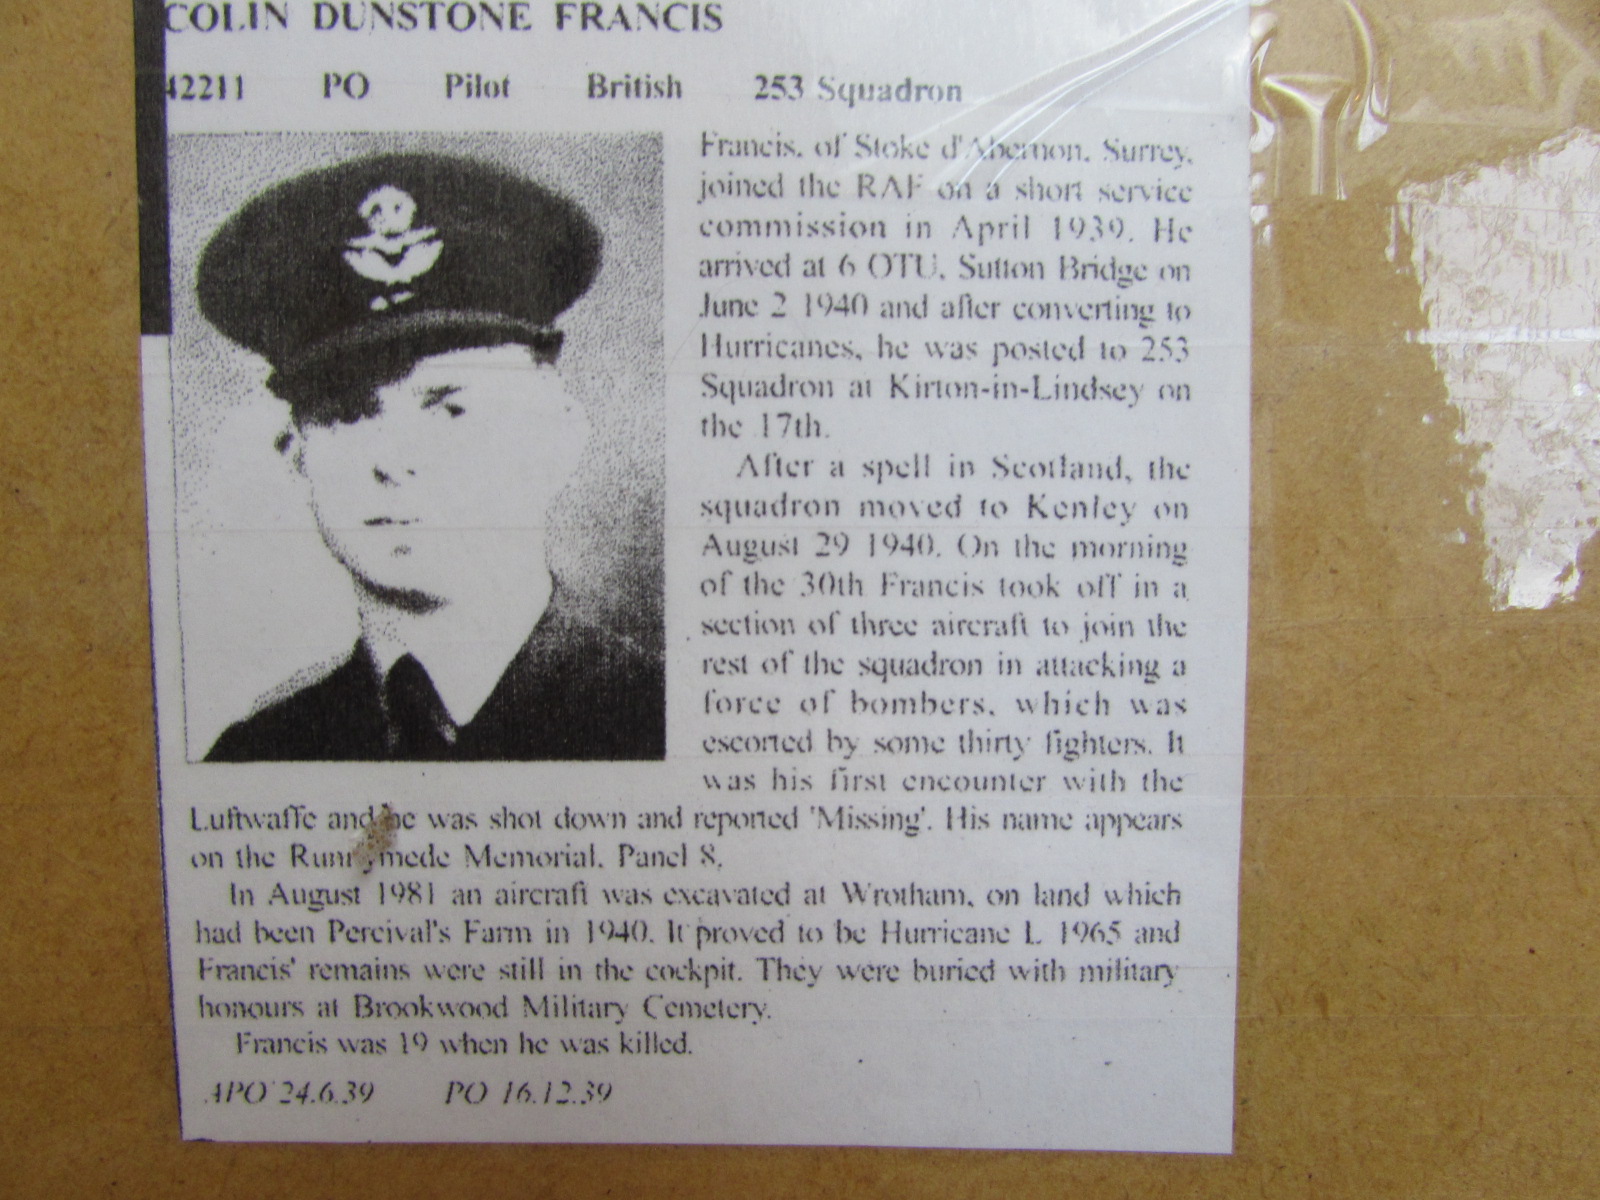 COLIN DUNSTONE FRANCIS
42211 PO Pilot British 253 Squadron
Francis, of Stoke d'Abernon, Surrey,
joined the RAF on a short service
commission in April 1939. He
arrived at 6 OTU, Sutton Bridge on
June 2 1940 and after converting to
Hurricanes, he was posted to 253
Squadron at Kirton-in-Lindsey on
the 17th.
After a spell in Scotland, the
squadron moved to Kenley on
August 29 1940. On the morning
of the 30th Francis took off in a
section of three aircraft to join the
rest of the squadron in attacking a
force of bombers, which was
escorted by some thirty fighters. It
was his first encounter with the
Luftwaffe and he was shot down and reported 'Missing'. His name appears
on the Runnymede Memorial, Panel 8.
In August 1981 an aircraft was excavated at Wrotham, on land which
had been Percival's Farm in 1940. It proved to be Hurricane L 1965 and
Francis' remains were still in the cockpit. They were buried with military
honours at Brookwood Military Cemetery.
Francis was 19 when he was killed.
APO 24.6.39 PO 16.12.39